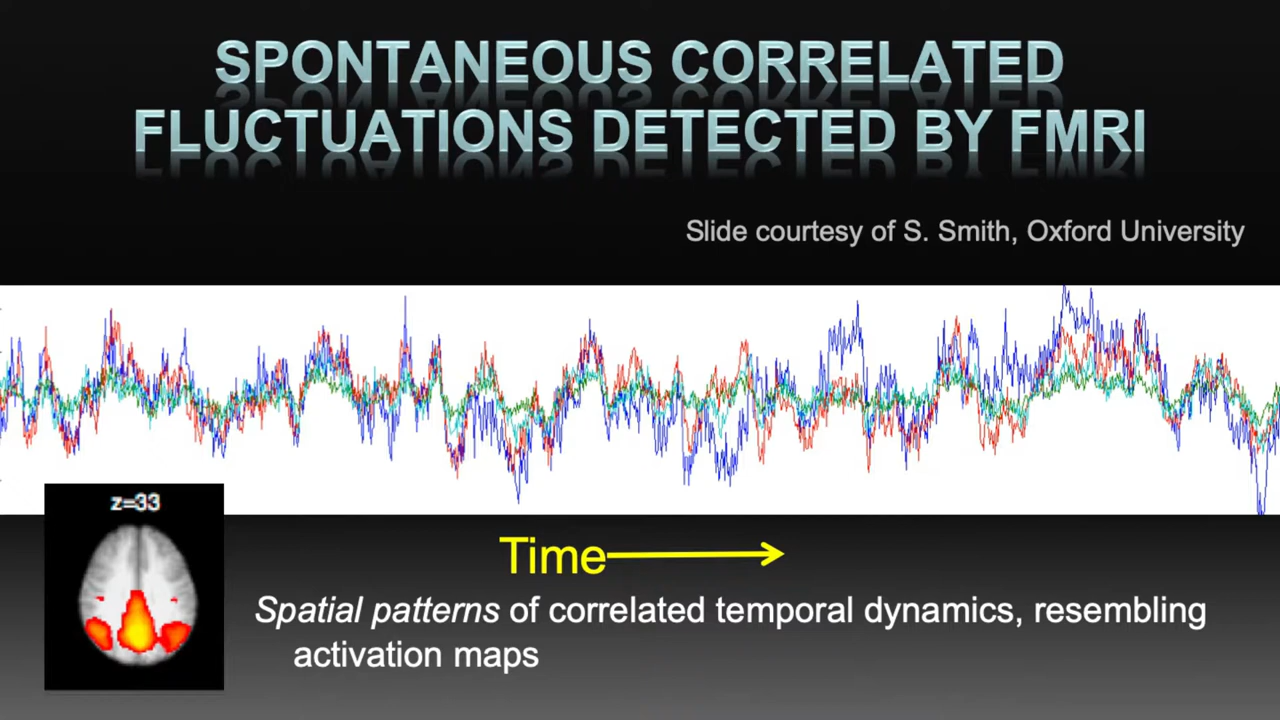 SPONTANEOUS CORRELATED
FLUCTUATIONS DETECTED BY FMRI
Slide courtesy of S. Smith, Oxford University
z=33
Time
Spatial patterns of correlated temporal dynamics, resembling
activation maps